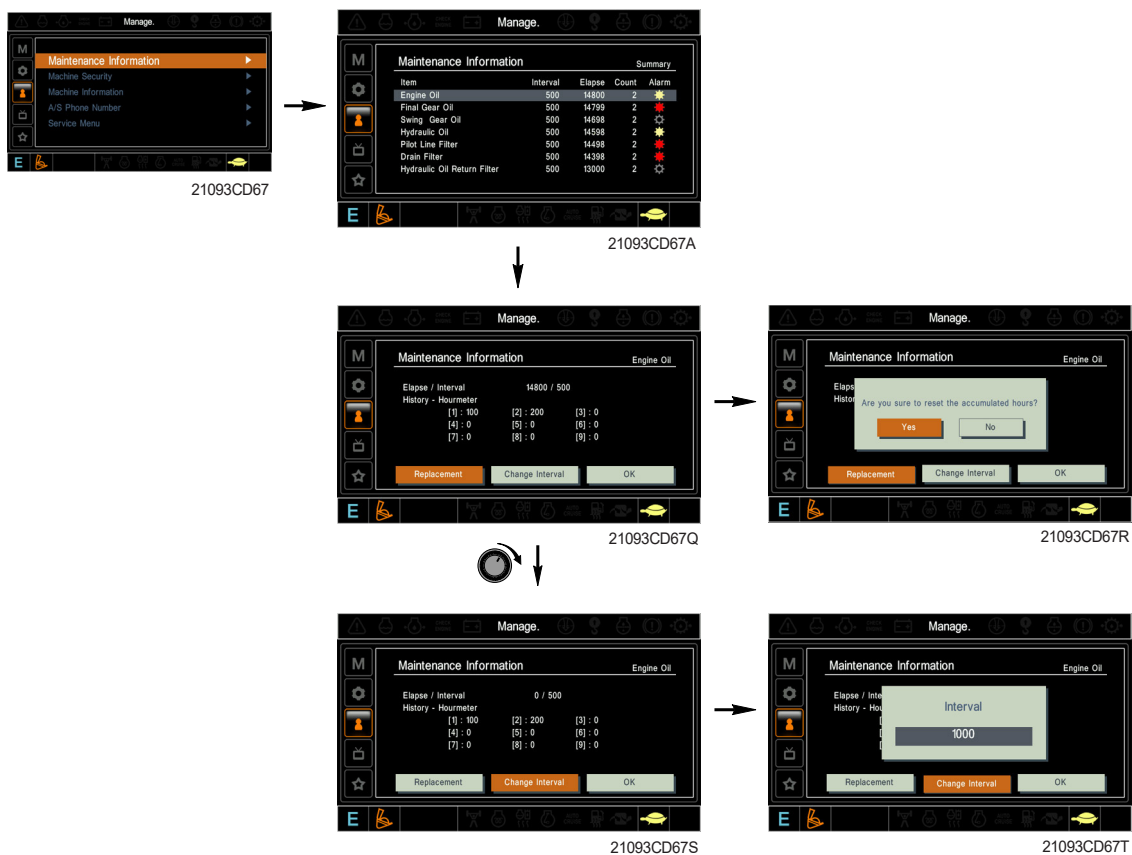 Manage.
M
Maintenance Information
Machine Security
Machine Information
A/S Phone Number
Service Menu
E
21093CD67
Manage.
M
Maintenance Information Summary
Item Interval Elapse Count Alarm
Engine Oil 500 14800 2
Final Gear Oil 500 14799 2
Swing Gear Oil 500 14698 2
Hydraulic Oil 500 14598 2
Pilot Line Filter 500 14498 2
Drain Filter 500 14398 2
Hydraulic Oil Return Filter 500 13000 2
E
21093CD67A
Manage.
M
Maintenance Information Engine Oil
Elapse / Interval 14800 / 500
History - Hourmeter
[1] : 100 [2] : 200 [3] : 0
[4] : 0 [5] : 0 [6] : 0
[7] : 0 [8] : 0 [9] : 0
Replacement Change Interval OK
E
21093CD67Q
Manage.
M
Maintenance Information Engine Oil
Elaps
Histor
Are you sure to reset the accumulated hours?
Yes No
Replacement Change Interval OK
E
21093CD67R
Manage.
M
Maintenance Information Engine Oil
Elapse / Interval 0 / 500
History - Hourmeter
[1] : 100 [2] : 200 [3] : 0
[4] : 0 [5] : 0 [6] : 0
[7] : 0 [8] : 0 [9] : 0
Replacement Change Interval OK
E
21093CD67S
Manage.
M
Maintenance Information Engine Oil
Elapse / Inte
History - Hou
Interval
1000
Replacement Change Interval OK
E
21093CD67T